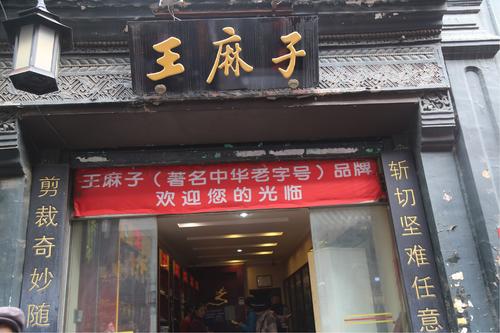 王麻子
王麻子（著名中华老字号）品牌
欢迎您的光临
剪裁奇妙随
斩切坚难任意